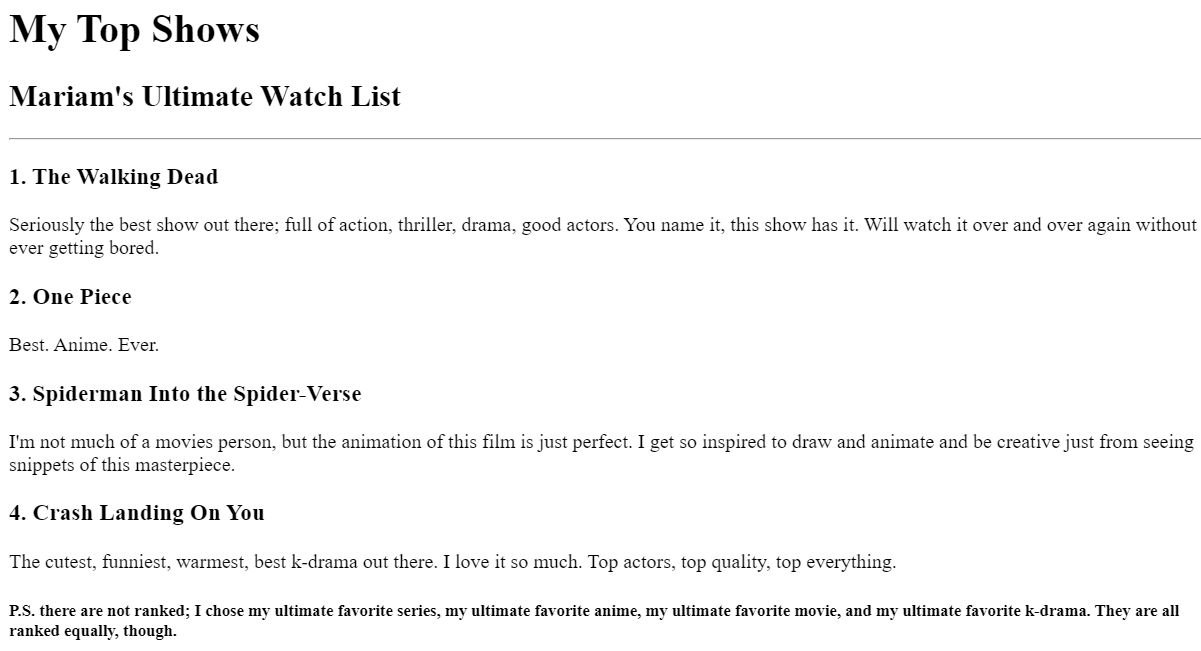 My Top Shows
Mariam's Ultimate Watch List
1. The Walking Dead
Seriously the best show out there; full of action, thriller, drama, good actors. You name it, this show has it. Will watch it over and over again without
ever getting bored.
2. One Piece
Best. Anime. Ever.
3. Spiderman Into the Spider-Verse
I'm not much of a movies person, but the animation of this film is just perfect. I get so inspired to draw and animate and be creative just from seeing
snippets of this masterpiece.
4. Crash Landing On You
The cutest, funniest, warmest, best k-drama out there. I love it so much. Top actors, top quality, top everything.
P.S. there are not ranked; I chose my ultimate favorite series, my ultimate favorite anime, my ultimate favorite movie, and my ultimate favorite k-drama. They are all
ranked equally, though.